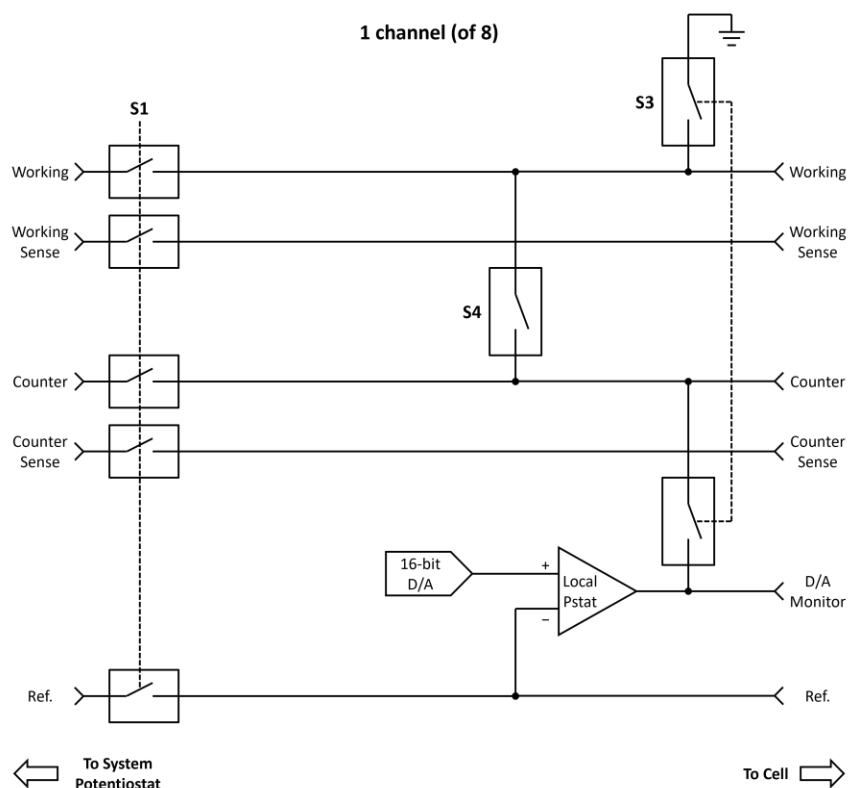 1 channel (of 8)
S3
S1
Working
Working
Working
Sense
Working
Sense
S4
Counter
Counter
Counter
Sense
Counter
Sense
16-bit
D/A
+
Local
Pstat
−
D/A
Monitor
Ref.
Ref.
To System
Potentiostat
To Cell